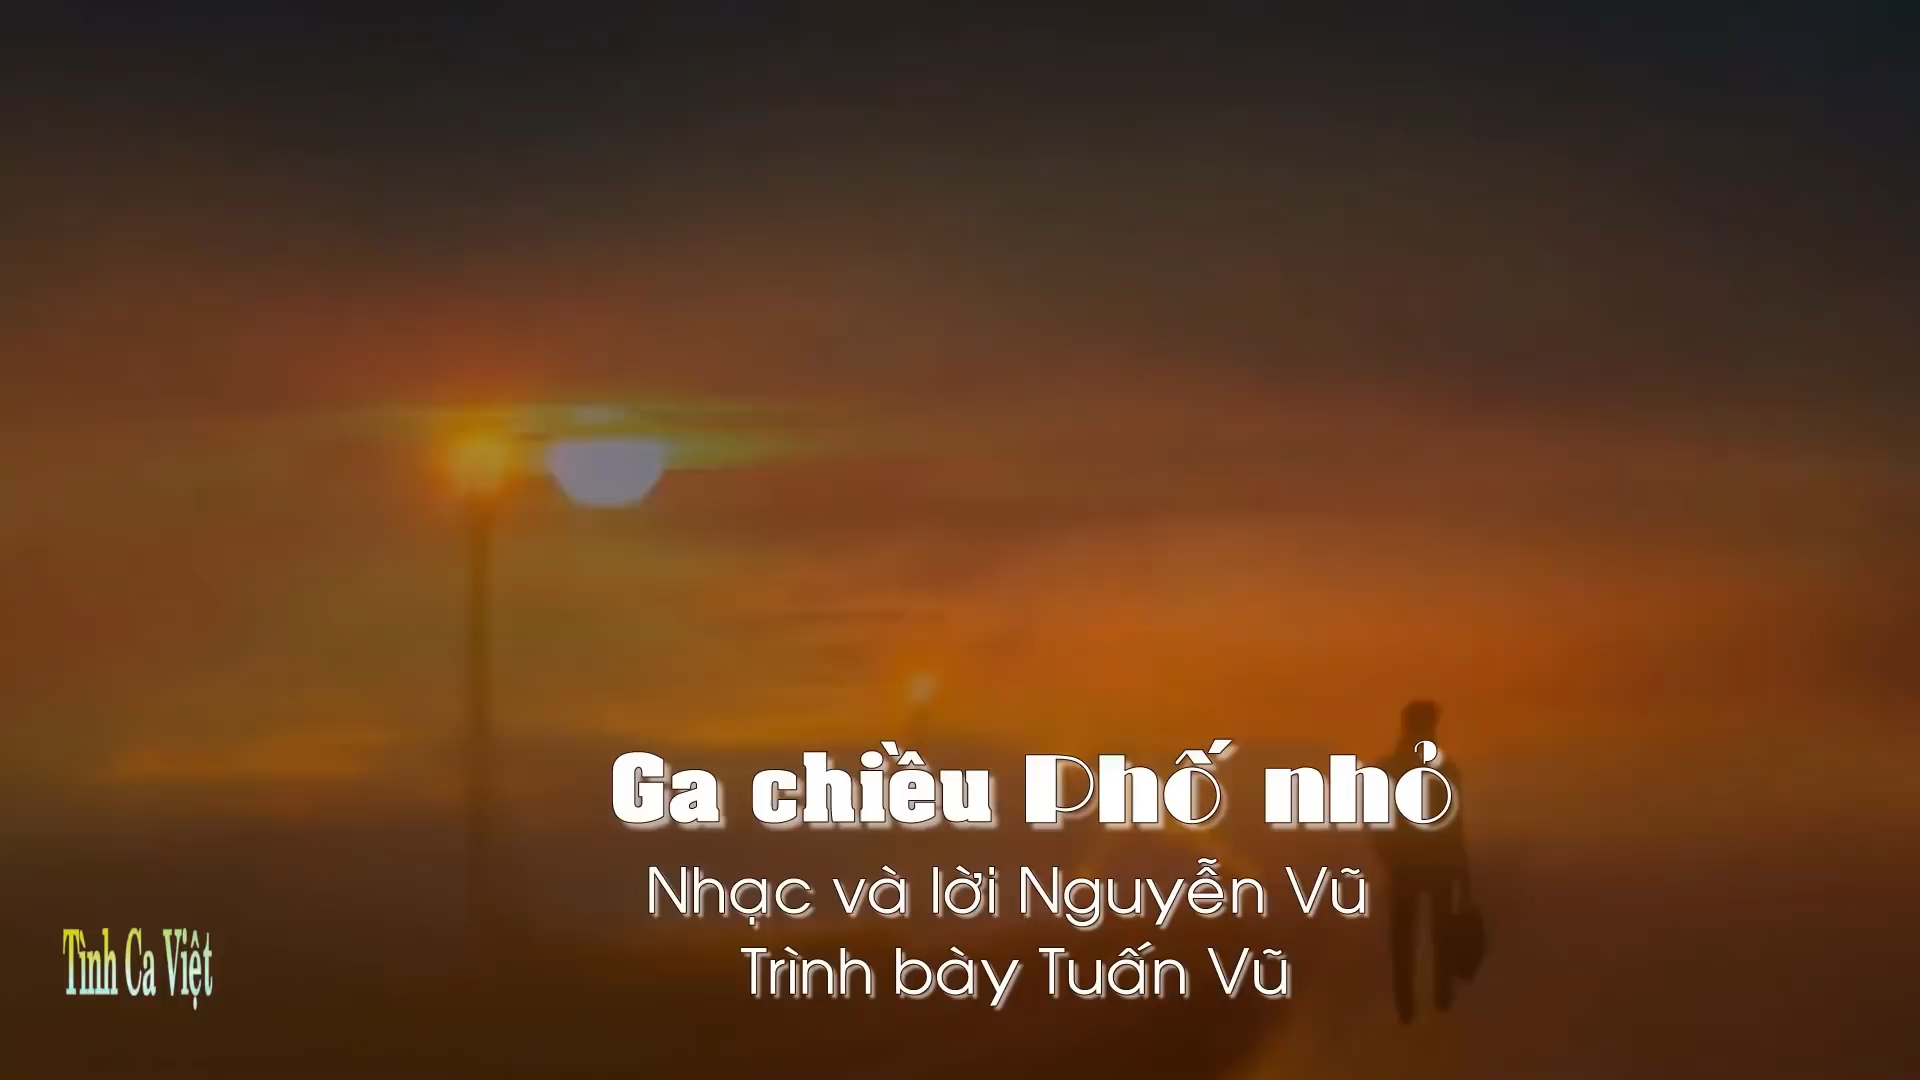 Ga chiều Phố nhỏ
Nhạc và lời Nguyễn Vũ
Trình bày Tuấn Vũ
Tình Ca Việt